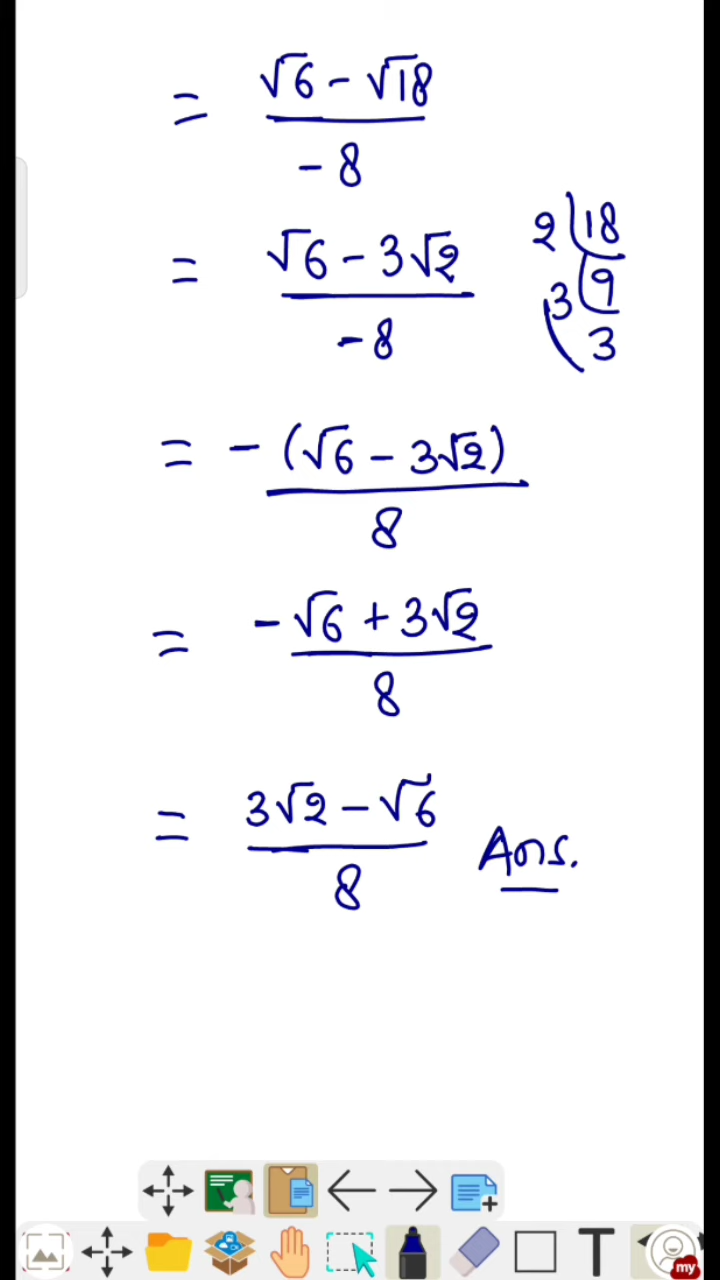 = (√6 - √18) / -8
= (√6 - 3√2) / -8
2 | 18
3 | 9
3
= -(√6 - 3√2) / 8
= (-√6 + 3√2) / 8
= (3√2 - √6) / 8 Ans.
T
my